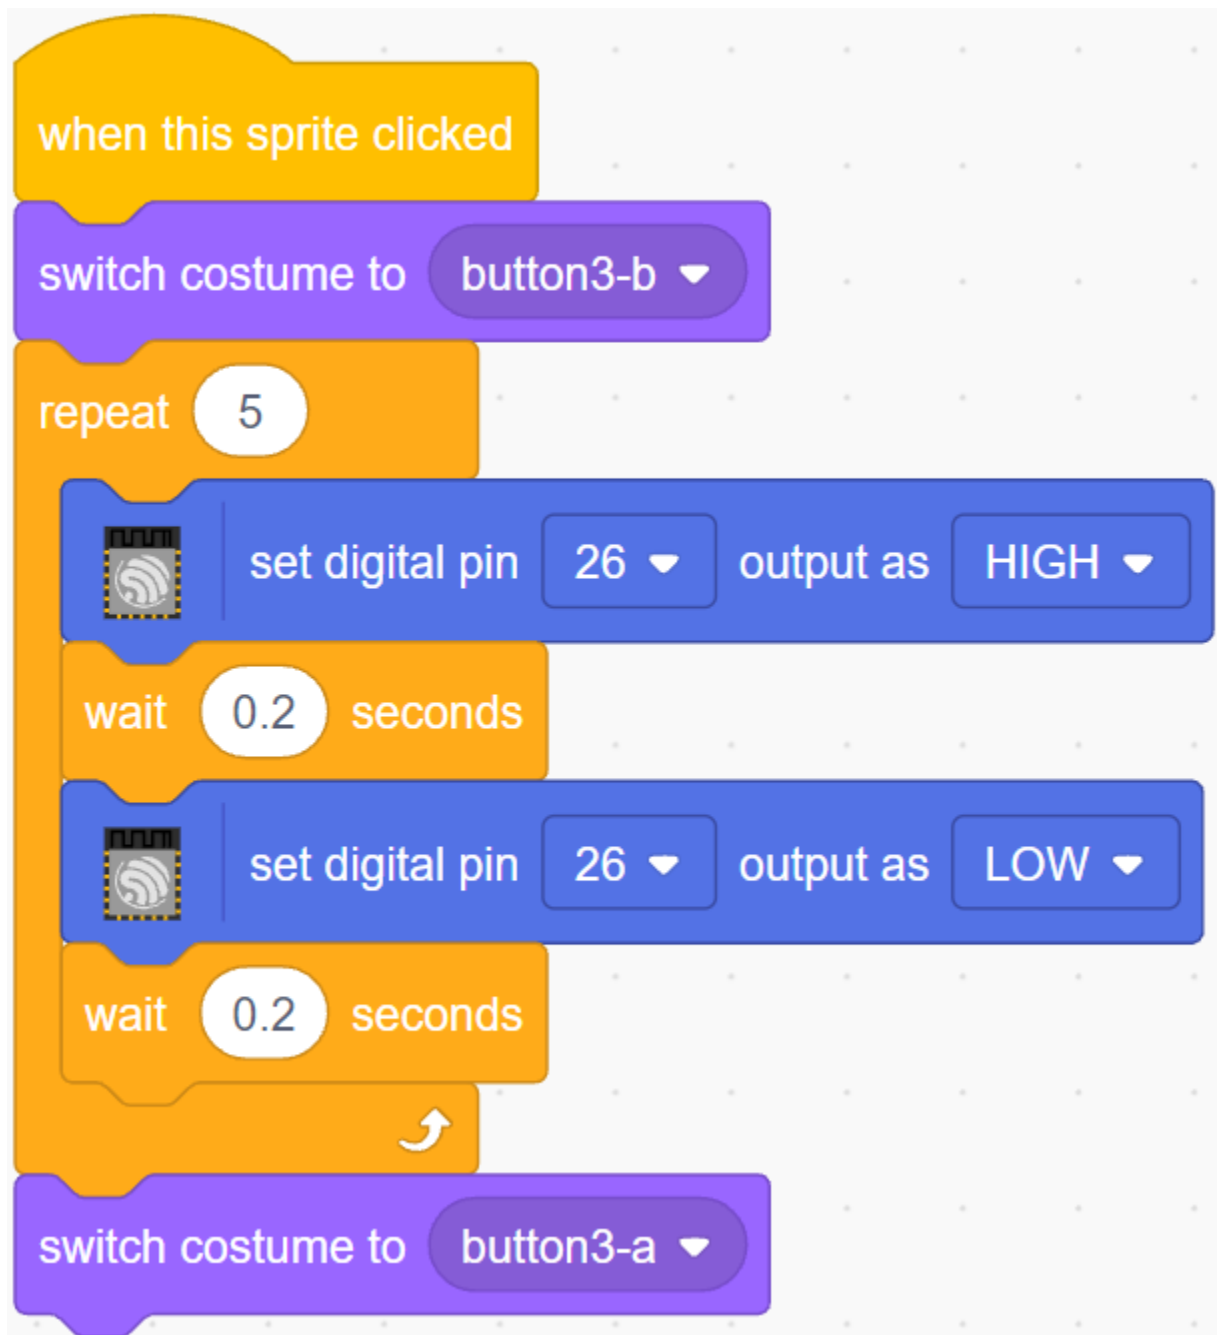 when this sprite clicked
switch costume to button3-b
repeat 5
set digital pin 26 output as HIGH
wait 0.2 seconds
set digital pin 26 output as LOW
wait 0.2 seconds
switch costume to button3-a